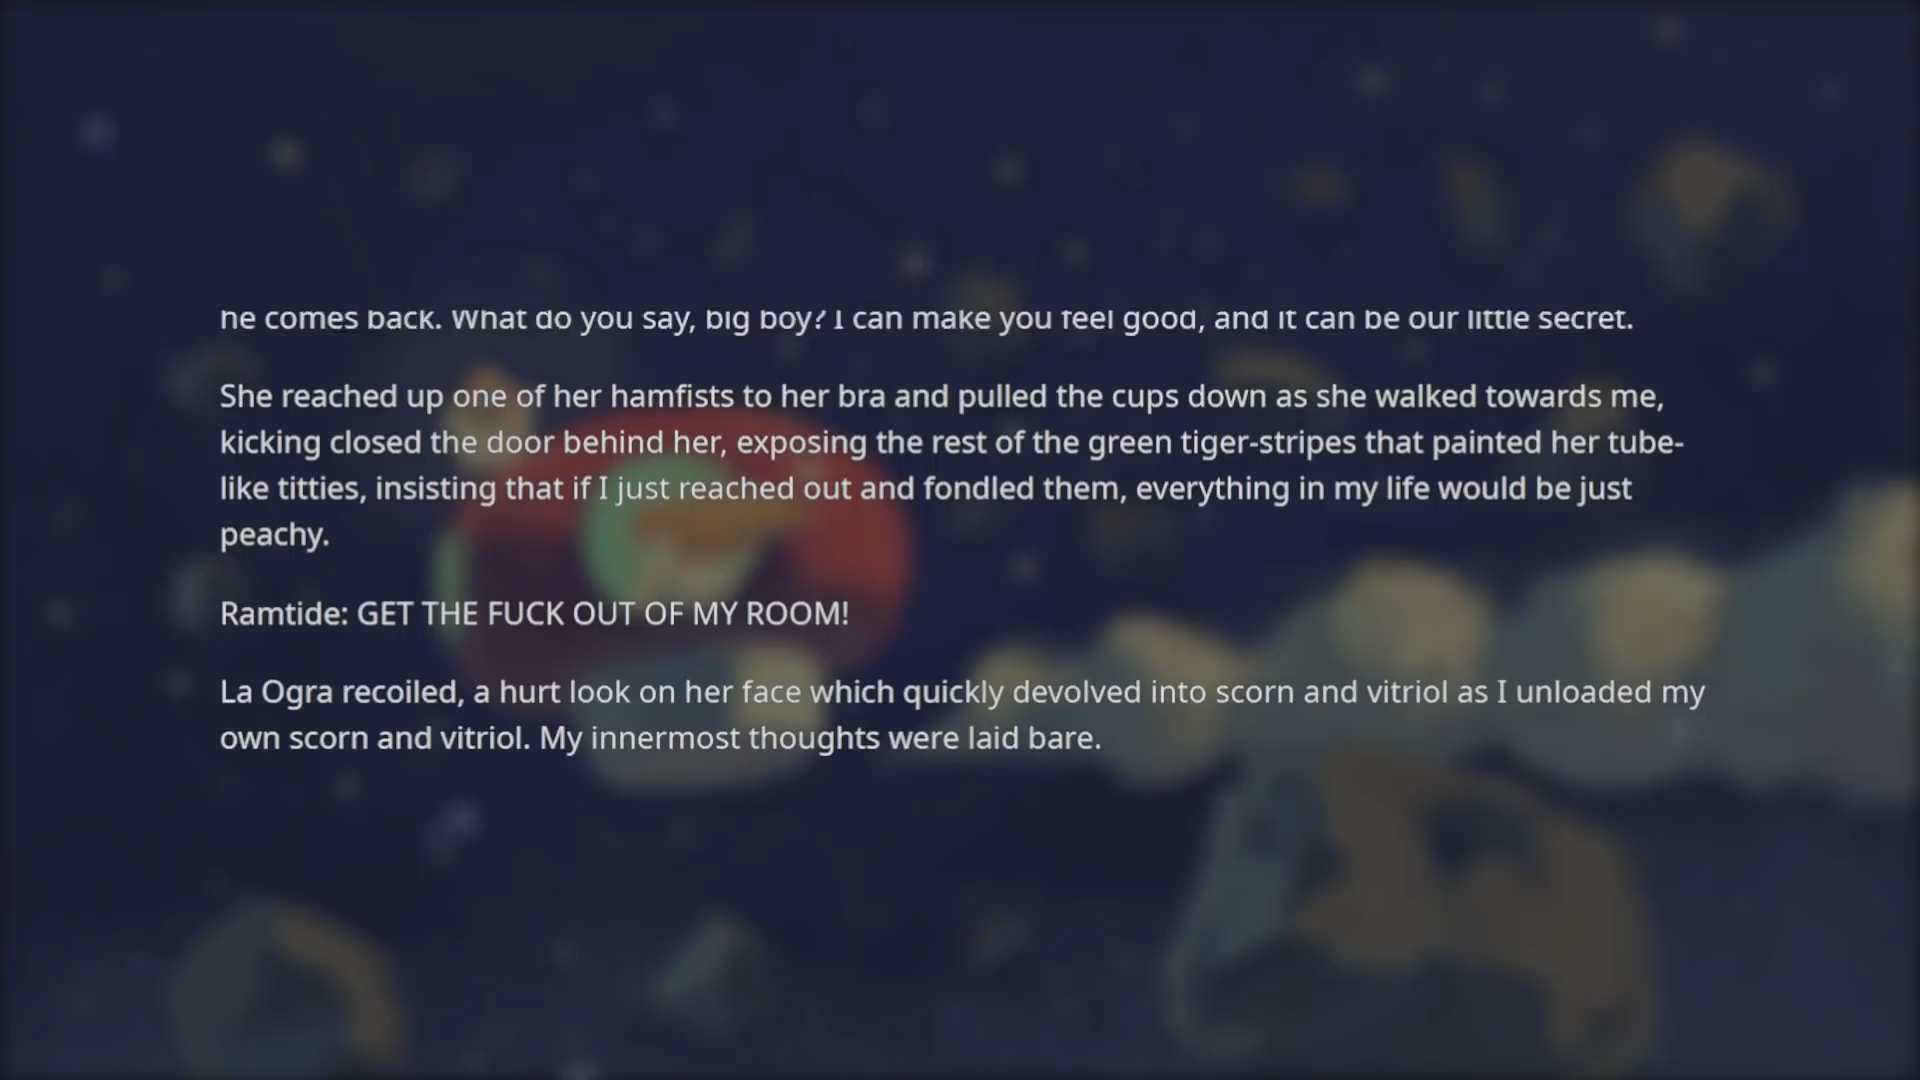 he comes back. What do you say, big boy? I can make you feel good, and it can be our little secret.
She reached up one of her hamfists to her bra and pulled the cups down as she walked towards me,
kicking closed the door behind her, exposing the rest of the green tiger-stripes that painted her tube-
like titties, insisting that if I just reached out and fondled them, everything in my life would be just
peachy.
Ramtide: GET THE FUCK OUT OF MY ROOM!
La Ogra recoiled, a hurt look on her face which quickly devolved into scorn and vitriol as I unloaded my
own scorn and vitriol. My innermost thoughts were laid bare.